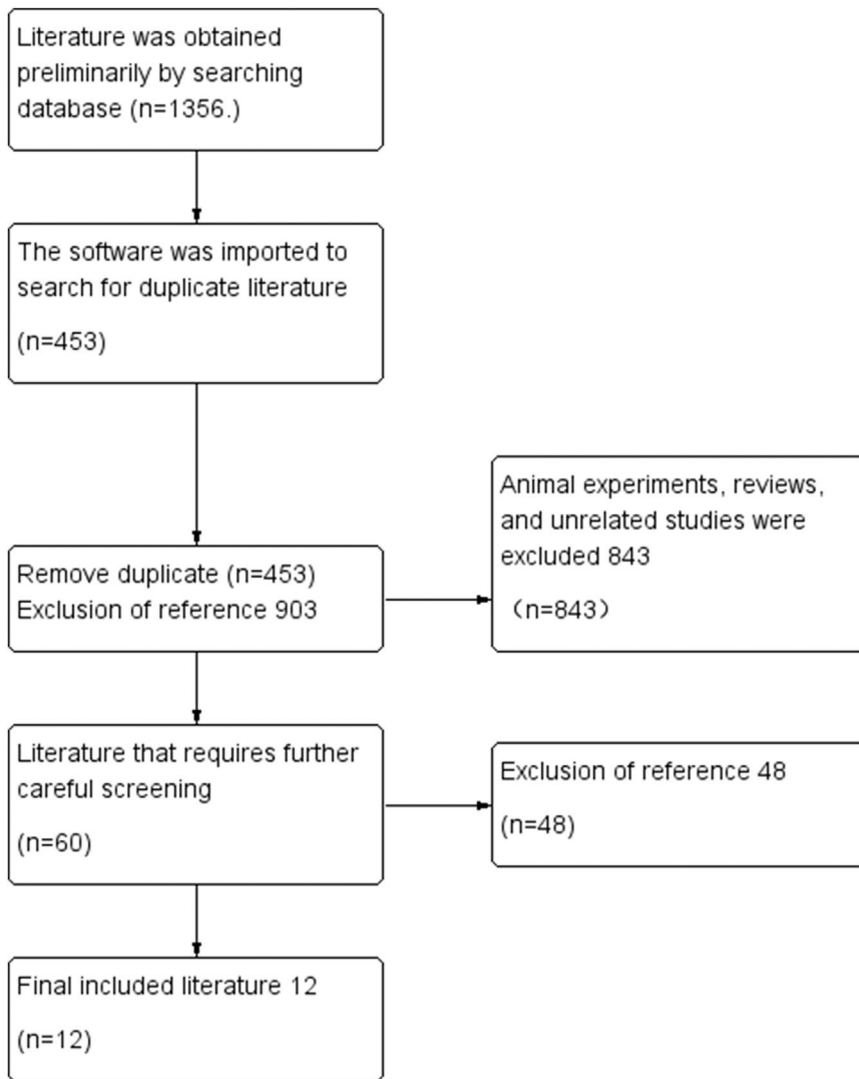 Literature was obtained
preliminarily by searching
database (n=1356.)
The software was imported to
search for duplicate literature
(n=453)
Remove duplicate (n=453)
Exclusion of reference 903
Animal experiments, reviews,
and unrelated studies were
excluded 843
（n=843）
Literature that requires further
careful screening
(n=60)
Exclusion of reference 48
(n=48)
Final included literature 12
(n=12)